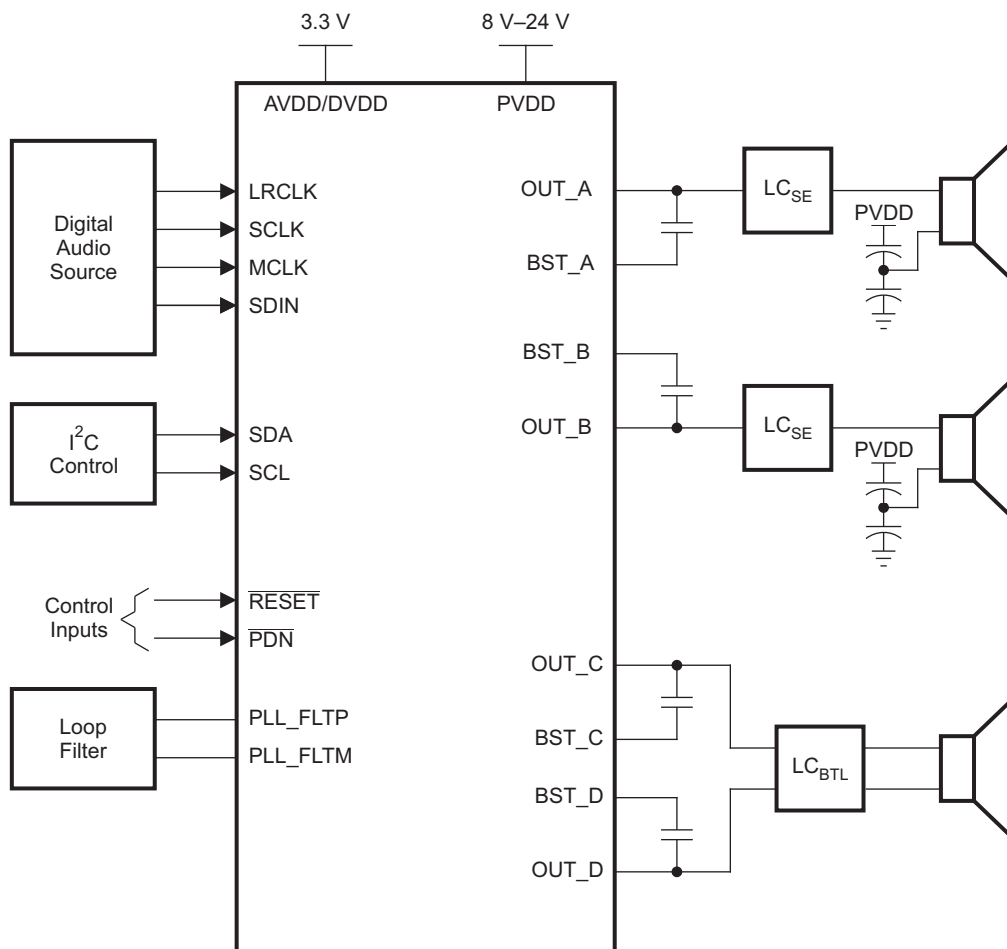 3.3 V
8 V–24 V
AVDD/DVDD
PVDD
Digital
Audio
Source
LRCLK
SCLK
MCLK
SDIN
OUT_A
BST_A
LC_SE
PVDD
I²C
Control
SDA
SCL
BST_B
OUT_B
LC_SE
PVDD
Control
Inputs
RESET
PDN
Loop
Filter
PLL_FLTP
PLL_FLTM
OUT_C
BST_C
BST_D
OUT_D
LC_BTL